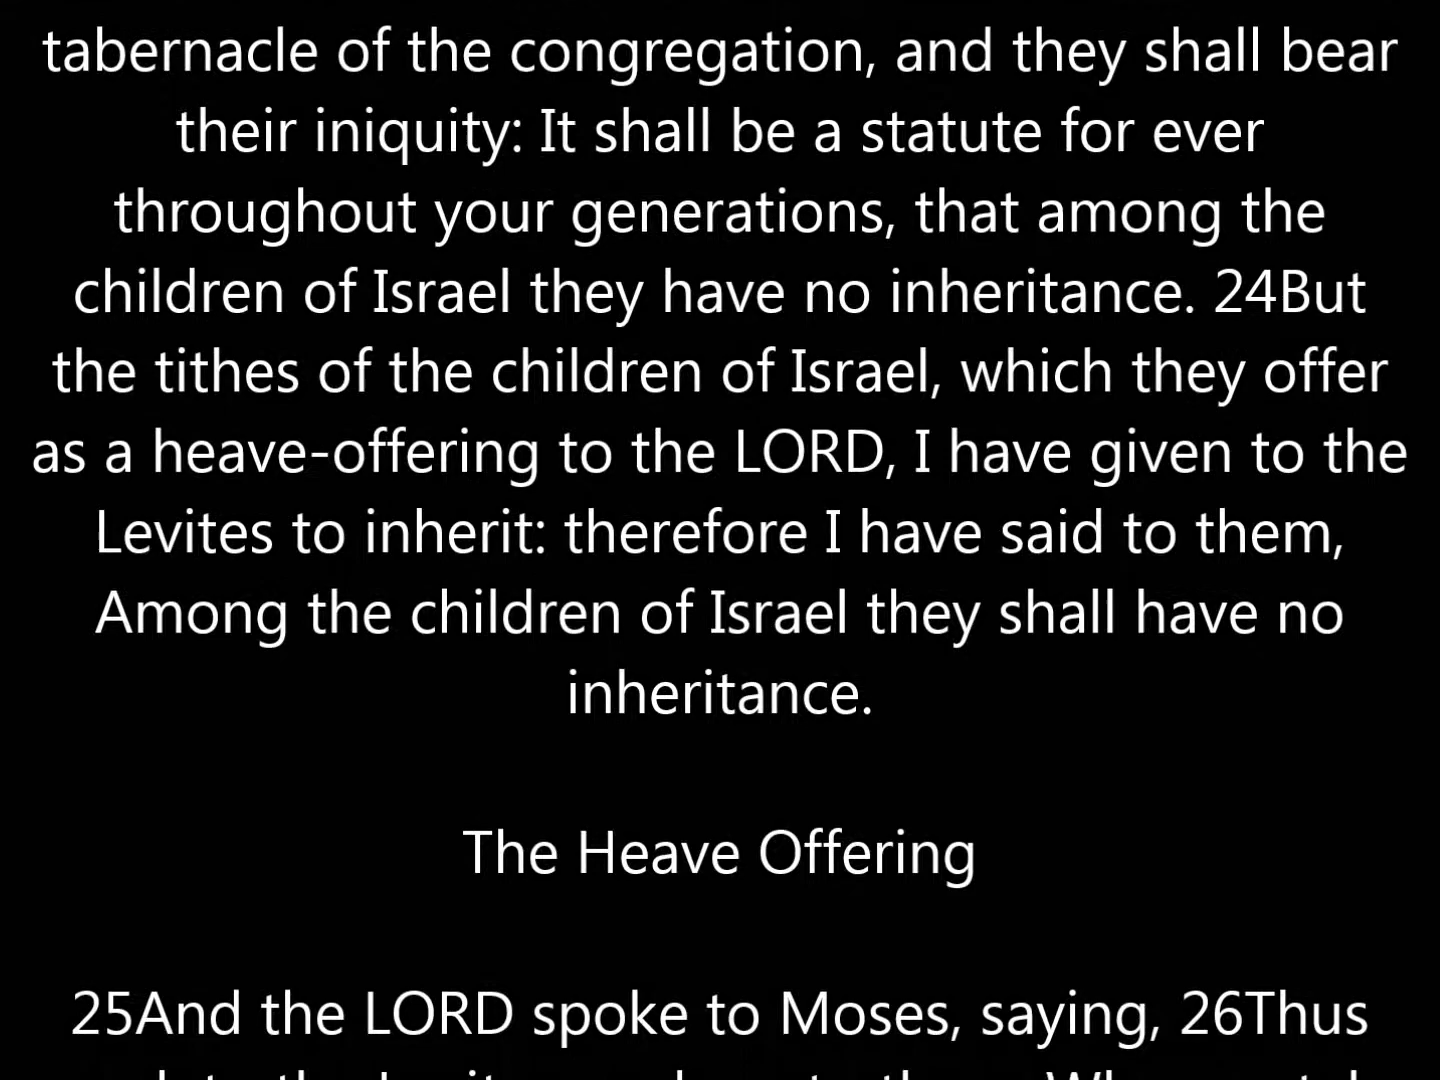 tabernacle of the congregation, and they shall bear
their iniquity: It shall be a statute for ever
throughout your generations, that among the
children of Israel they have no inheritance. 24But
the tithes of the children of Israel, which they offer
as a heave-offering to the LORD, I have given to the
Levites to inherit: therefore I have said to them,
Among the children of Israel they shall have no
inheritance.
The Heave Offering
25And the LORD spoke to Moses, saying, 26Thus